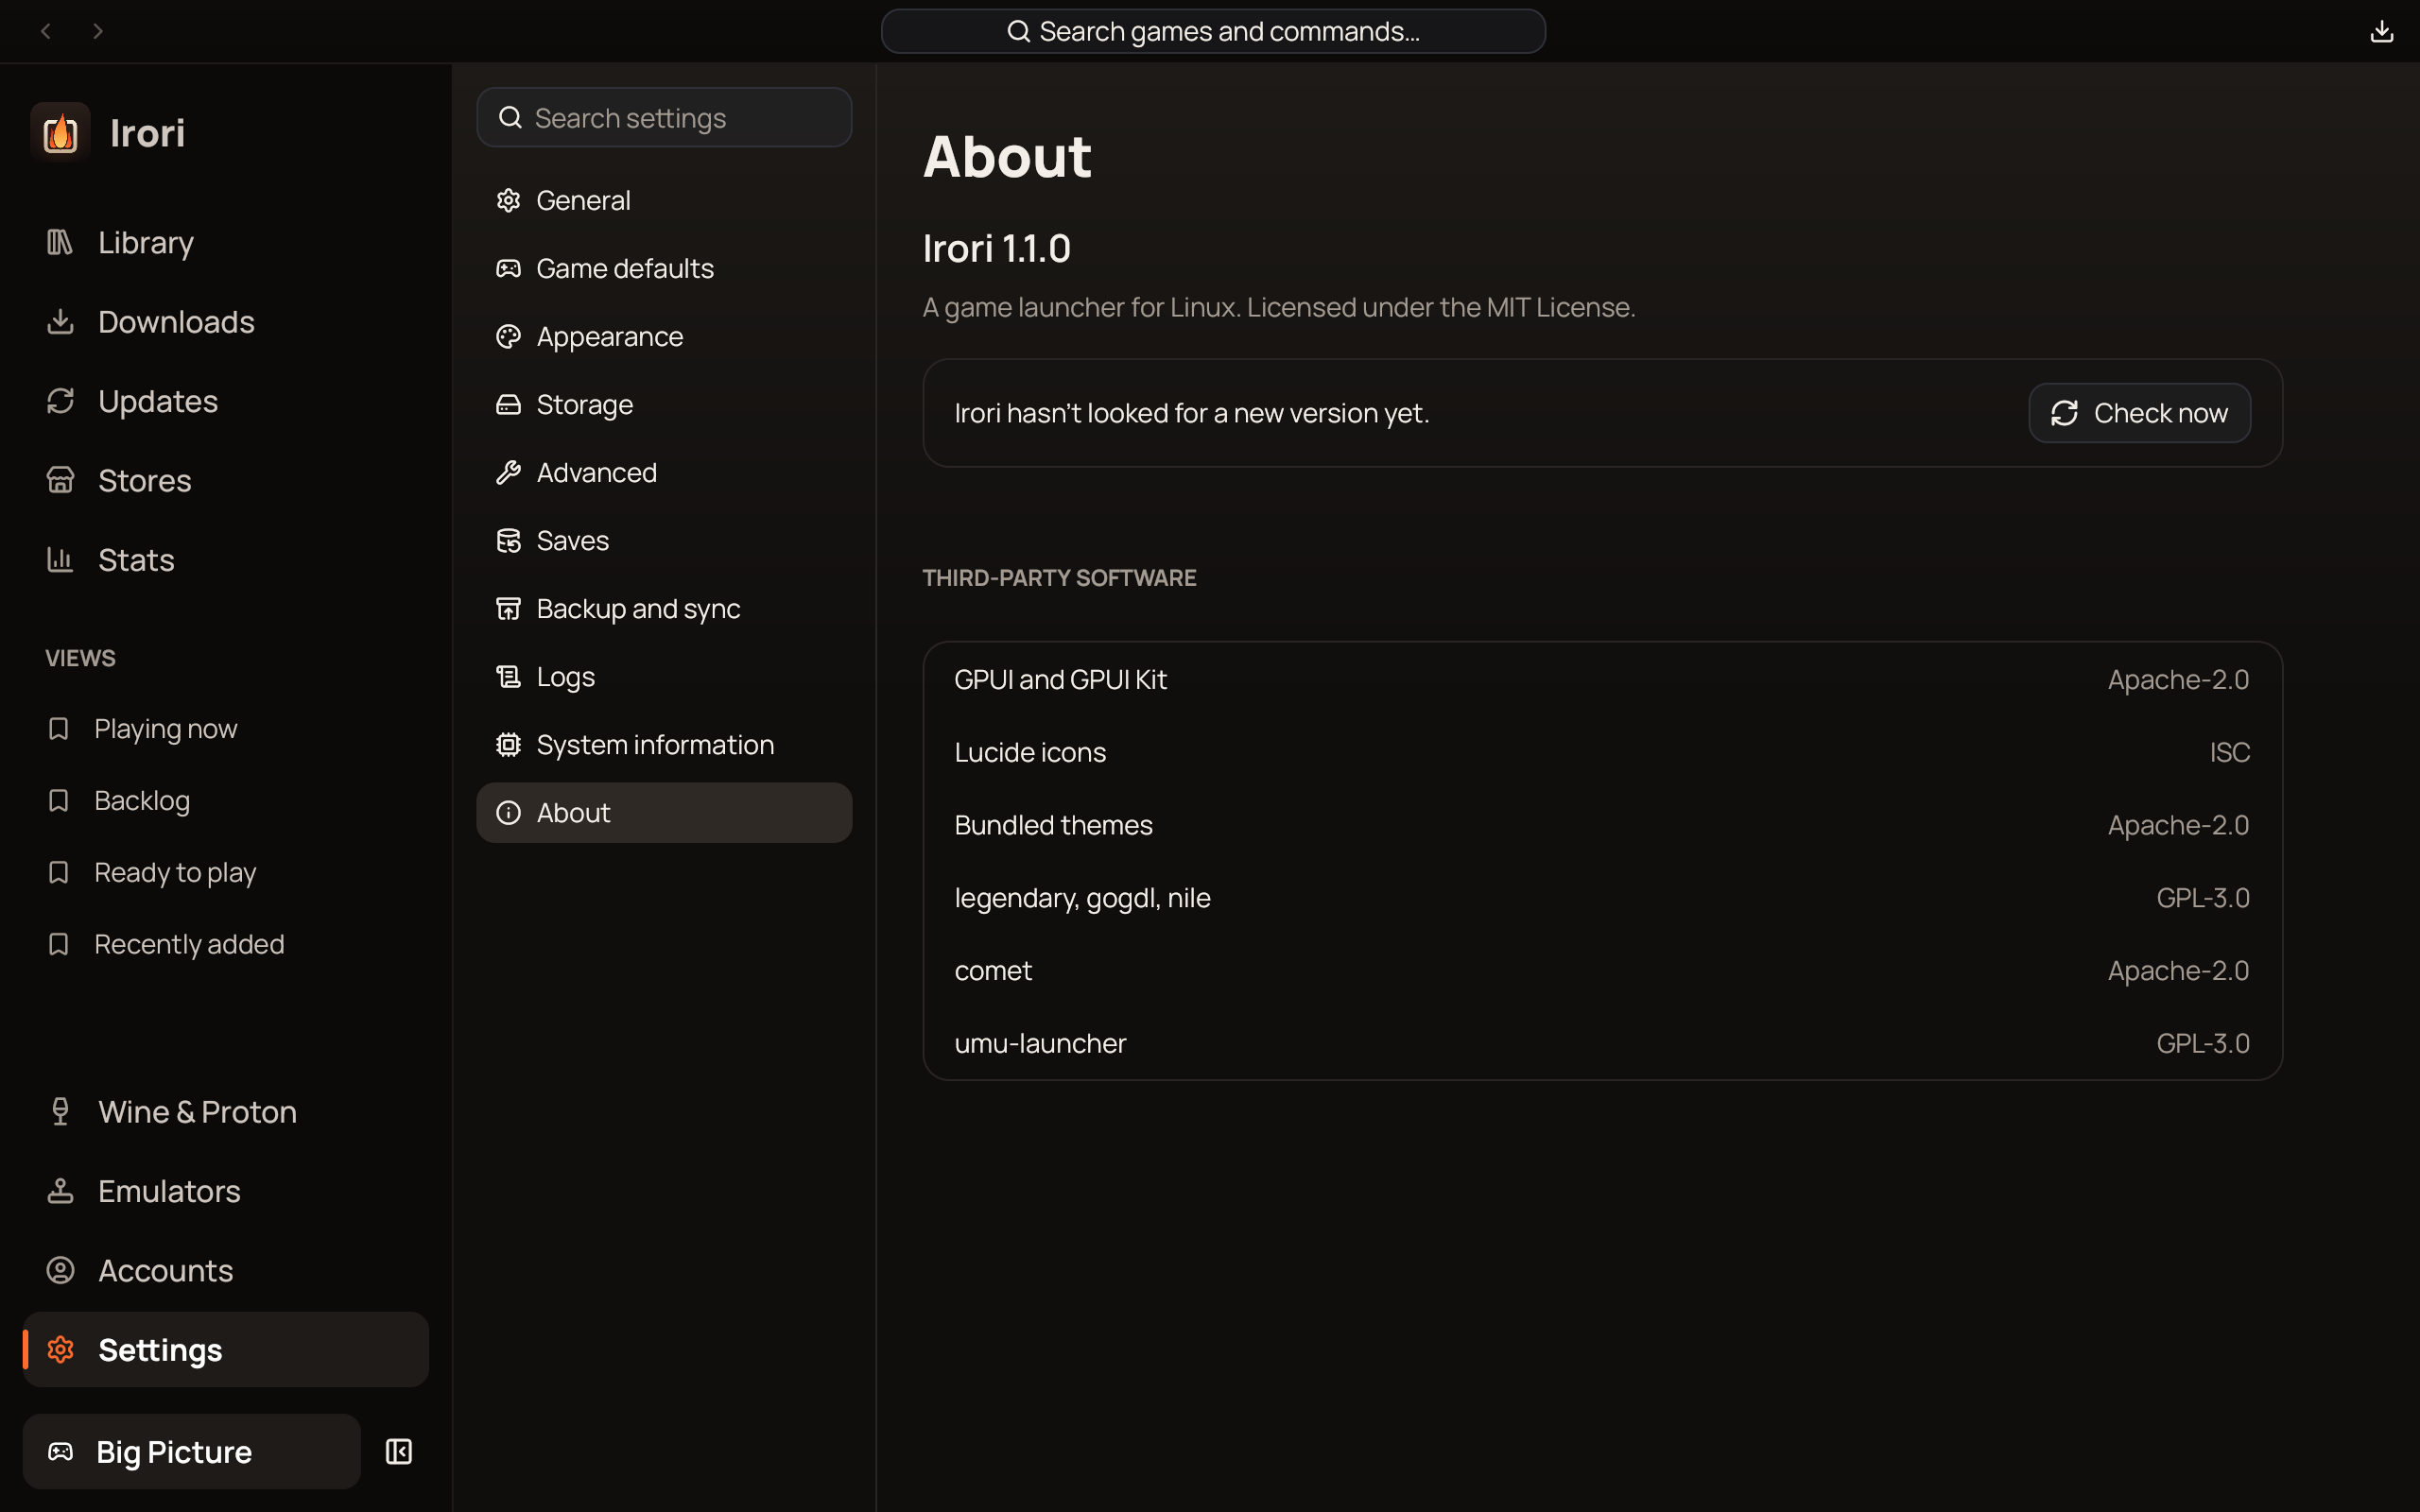 Search games and commands...
Irori
Library
Downloads
Updates
Stores
Stats
VIEWS
Playing now
Backlog
Ready to play
Recently added
Wine & Proton
Emulators
Accounts
Settings
Big Picture
Search settings
General
Game defaults
Appearance
Storage
Advanced
Saves
Backup and sync
Logs
System information
About
About
Irori 1.1.0
A game launcher for Linux. Licensed under the MIT License.
Irori hasn’t looked for a new version yet.
Check now
THIRD-PARTY SOFTWARE
GPUI and GPUI Kit Apache-2.0
Lucide icons ISC
Bundled themes Apache-2.0
legendary, gogdl, nile GPL-3.0
comet Apache-2.0
umu-launcher GPL-3.0